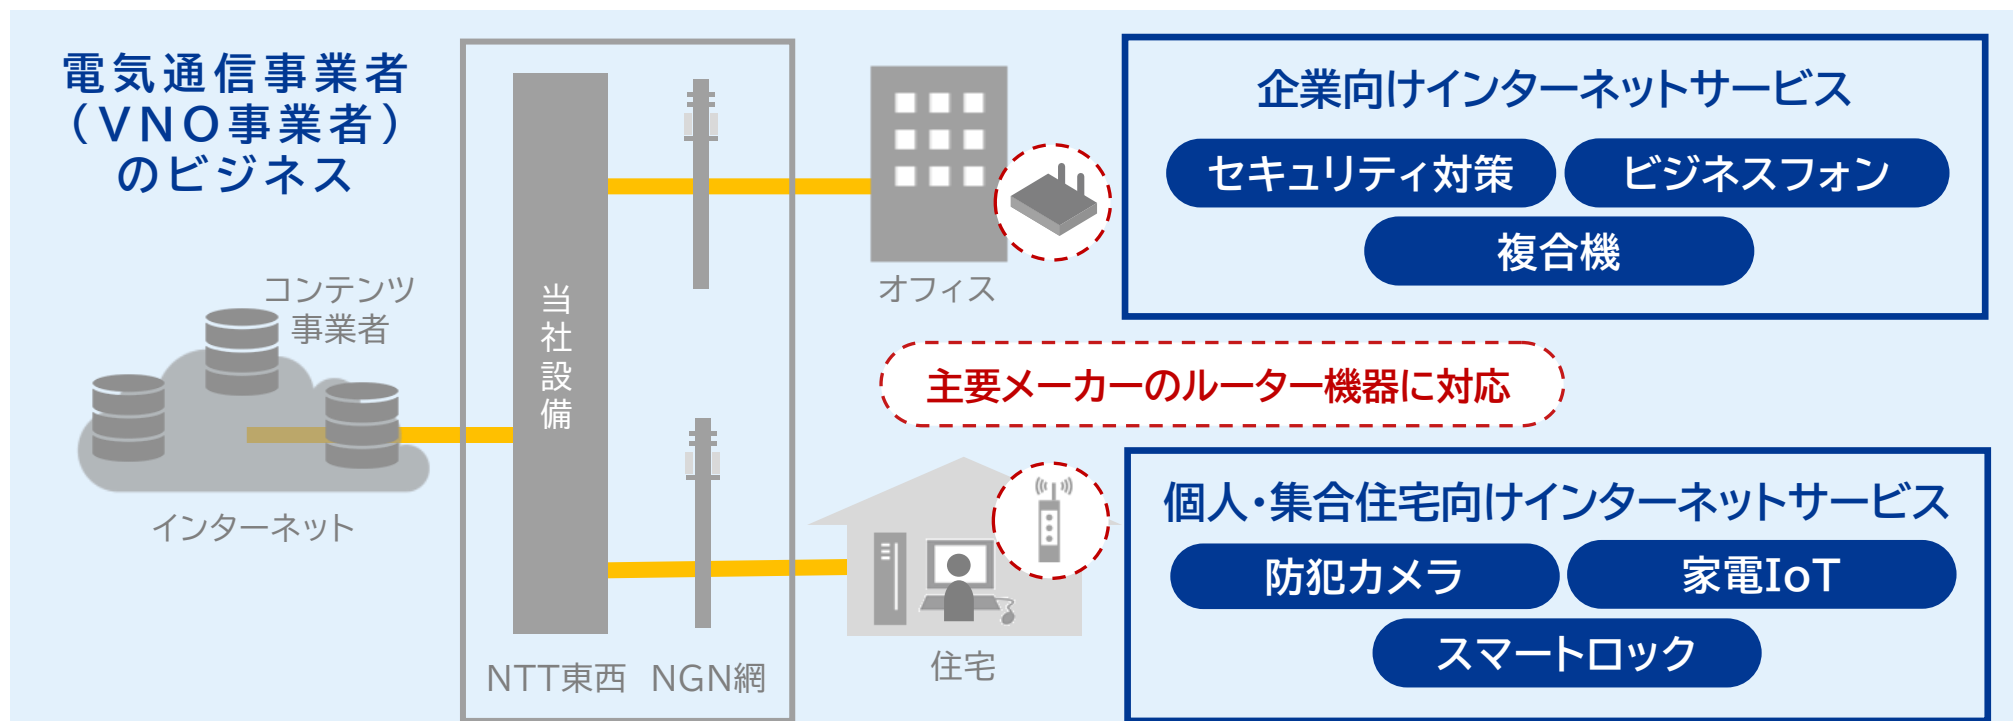 電気通信事業者
（VNO事業者）
のビジネス
コンテンツ
事業者
インターネット
当社設備
NTT東西
NGN網
オフィス
住宅
企業向けインターネットサービス
セキュリティ対策
ビジネスフォン
複合機
主要メーカーのルーター機器に対応
個人・集合住宅向けインターネットサービス
防犯カメラ
家電IoT
スマートロック